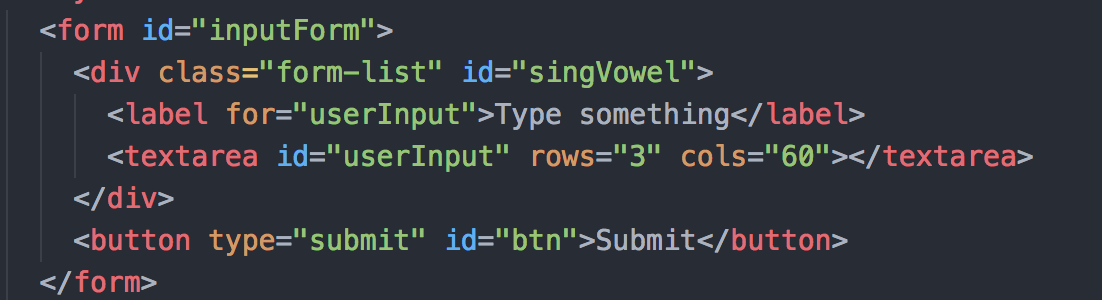 <form id="inputForm">
<div class="form-list" id="singVowel">
<label for="userInput">Type something</label>
<textarea id="userInput" rows="3" cols="60"></textarea>
</div>
<button type="submit" id="btn">Submit</button>
</form>